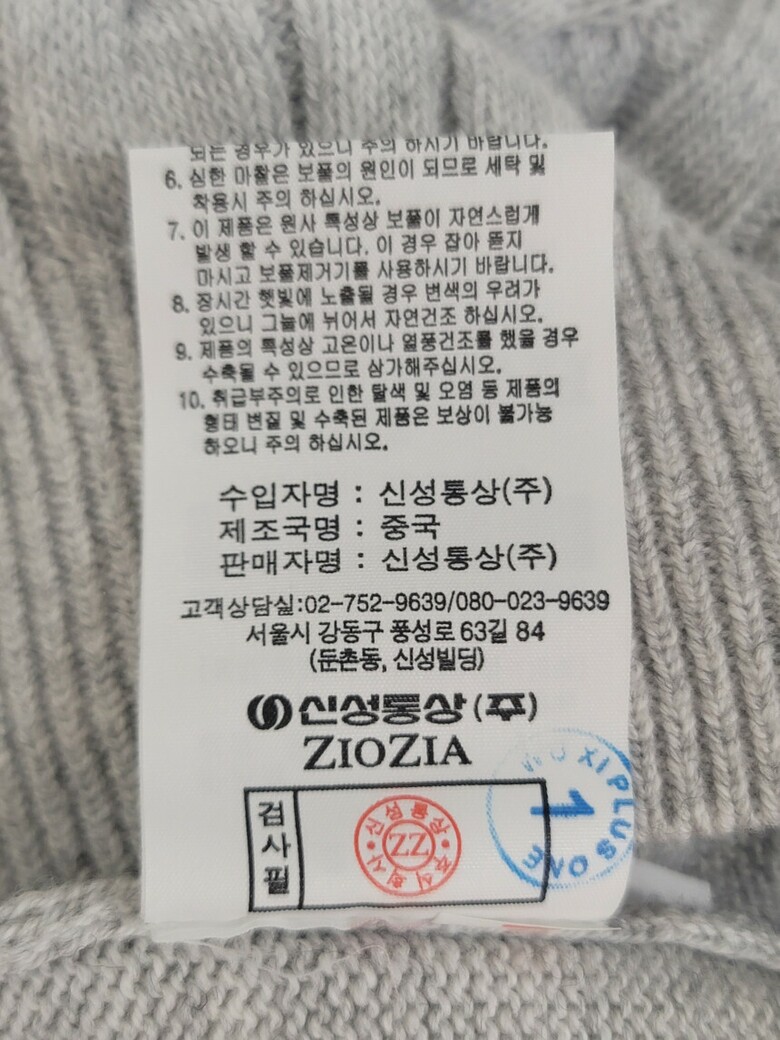 되는 경우가 있으니 주의 하시기 바랍니다.
6. 심한 마찰은 보풀의 원인이 되므로 세탁 및
착용시 주의 하십시오.
7. 이 제품은 원사 특성상 보풀이 자연스럽게
발생 할 수 있습니다. 이 경우 잡아 뜯지
마시고 보풀제거기를 사용하시기 바랍니다.
8. 장시간 햇빛에 노출될 경우 변색의 우려가
있으니 그늘에 뉘어서 자연건조 하십시오.
9. 제품의 특성상 고온이나 열풍건조를 했을 경우
수축될 수 있으므로 삼가해주십시오.
10. 취급부주의로 인한 탈색 및 오염 등 제품의
형태 변질 및 수축된 제품은 보상이 불가능
하오니 주의 하십시오.
수입자명 : 신성통상(주)
제조국명 : 중국
판매자명 : 신성통상(주)
고객상담실:02-752-9639/080-023-9639
서울시 강동구 풍성로 63길 84
(둔촌동, 신성빌딩)
신성통상(주)
ZIOZIA
검사필
신성통상 주식회사
ZZ
WUXI PLUS ONE
1